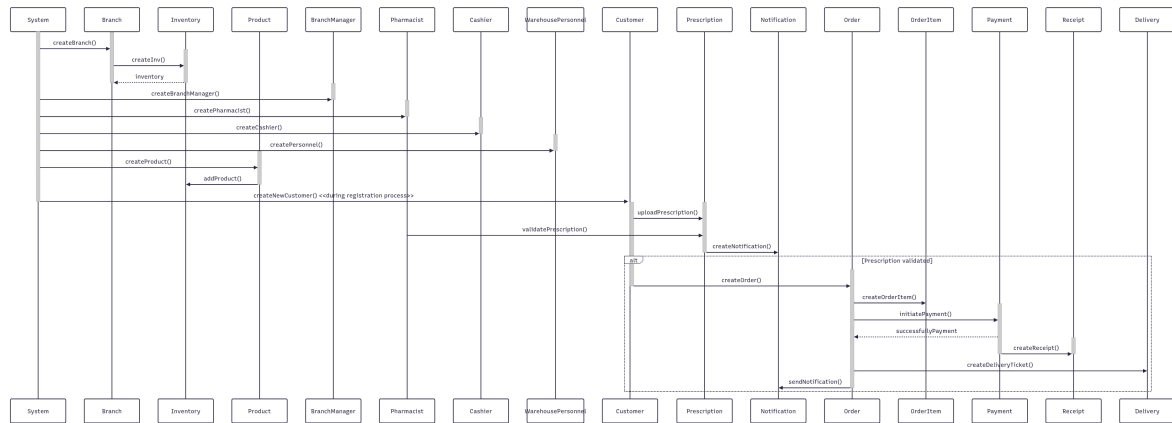 System Branch Inventory Product BranchManager Pharmacist Cashier WarehousePersonnel Customer Prescription Notification Order OrderItem Payment Receipt Delivery
createBranch()
createInv()
inventory
createBranchManager()
createPharmacist()
createCashier()
createPersonnel()
createProduct()
addProduct()
createNewCustomer() <<during registration process>>
uploadPrescription()
validatePrescription()
createNotification()
alt [Prescription validated]
createOrder()
createOrderItem()
initiatePayment()
successfullyPayment
createReceipt()
createDeliveryTicket()
sendNotification()
System Branch Inventory Product BranchManager Pharmacist Cashier WarehousePersonnel Customer Prescription Notification Order OrderItem Payment Receipt Delivery